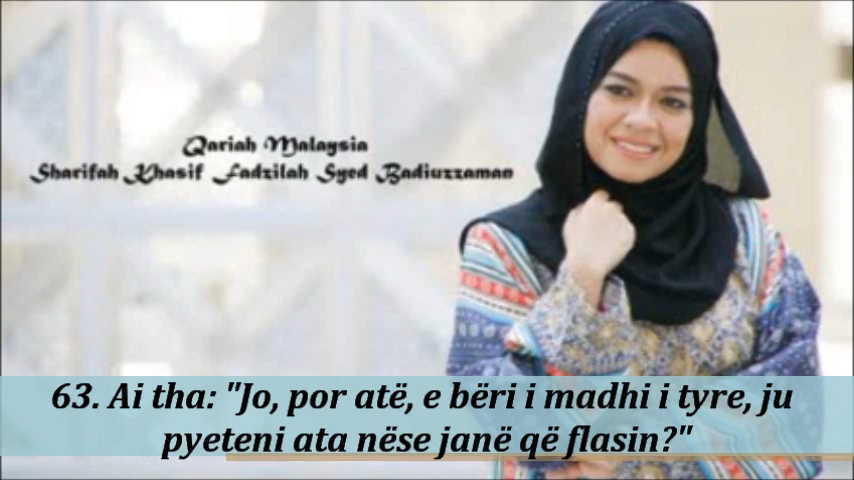 Qariah Malaysia
Sharifah Khasif Fadzilah Syed Badiuzzaman
63. Ai tha: "Jo, por atë, e bëri i madhi i tyre, ju
pyeteni ata nëse janë që flasin?"